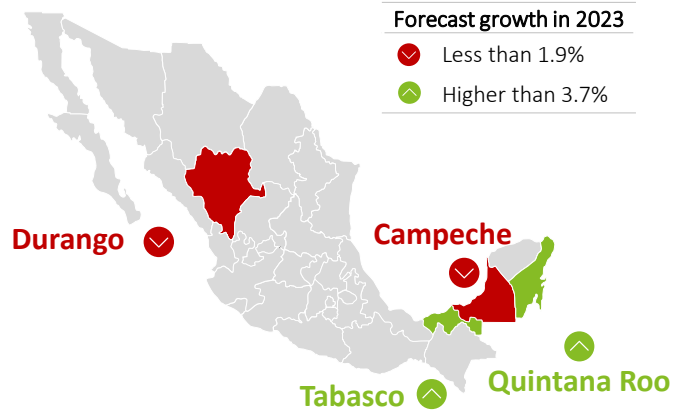 Forecast growth in 2023
Less than 1.9%
Higher than 3.7%
Durango
Campeche
Tabasco
Quintana Roo